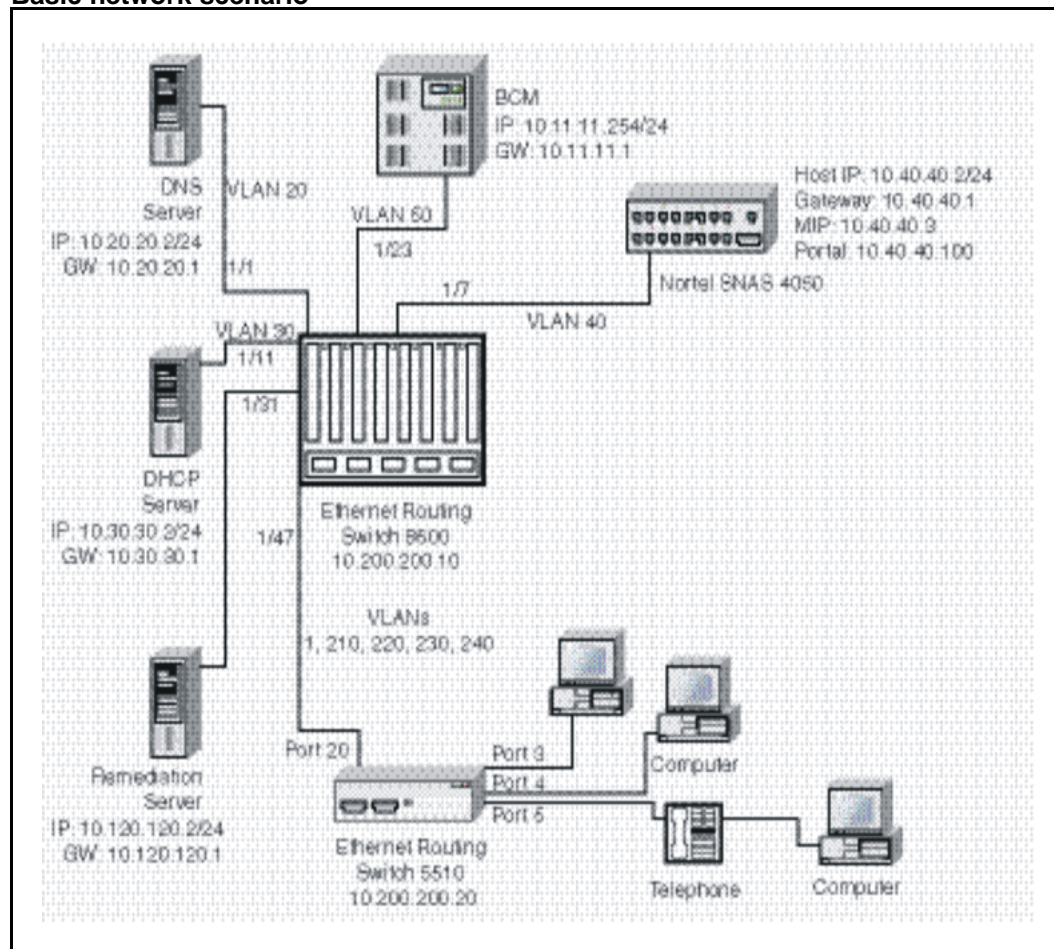 Basic network scenario
DNS
Server
IP: 10.20.20.2/24
GW: 10.20.20.1
VLAN 20
1/1
BCM
IP: 10.11.11.254/24
GW: 10.11.11.1
VLAN 50
1/23
Host IP: 10.40.40.2/24
Gateway: 10.40.40.1
MIP: 10.40.40.3
Portal: 10.40.40.100
Nortel SNAS 4050
1/7
VLAN 40
VLAN 30
1/11
1/31
DHCP
Server
IP: 10.30.30.2/24
GW: 10.30.30.1
Ethernet Routing
Switch 8600
10.200.200.10
1/47
VLANs
1, 210, 220, 230, 240
Remediation
Server
IP: 10.120.120.2/24
GW: 10.120.120.1
Port 20
Port 3
Port 4
Port 5
Computer
Ethernet Routing
Switch 5510
10.200.200.20
Telephone
Computer